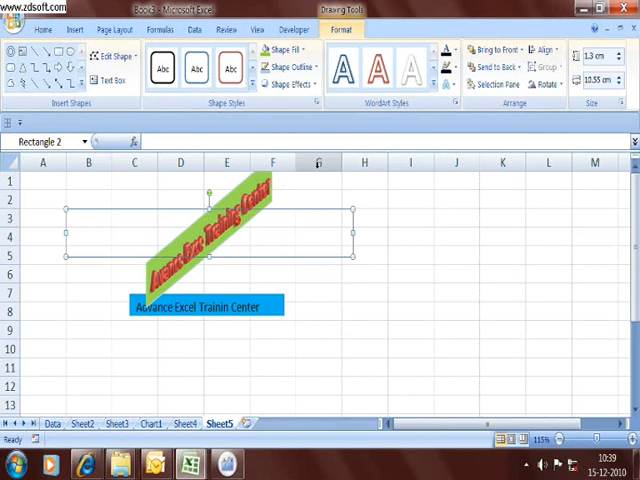 www.zdsoft.com
Book3 - Microsoft Excel
Drawing Tools
Home Insert Page Layout Formulas Data Review View Developer Format
Edit Shape
Text Box
Insert Shapes
Abc Abc Abc
Shape Fill
Shape Outline
Shape Effects
Shape Styles
A A A
WordArt Styles
Bring to Front
Send to Back
Selection Pane
Align
Group
Rotate
Arrange
1.3 cm
10.55 cm
Size
Rectangle 2
fx
A B C D E F G H I J K L M
1
2
3
4
5
6
7
8
9
10
11
12
13
Avance Exce Training Center
Advance Excel Trainin Center
Data Sheet2 Sheet3 Chart1 Sheet4 Sheet5
Ready
115%
10:39
15-12-2010